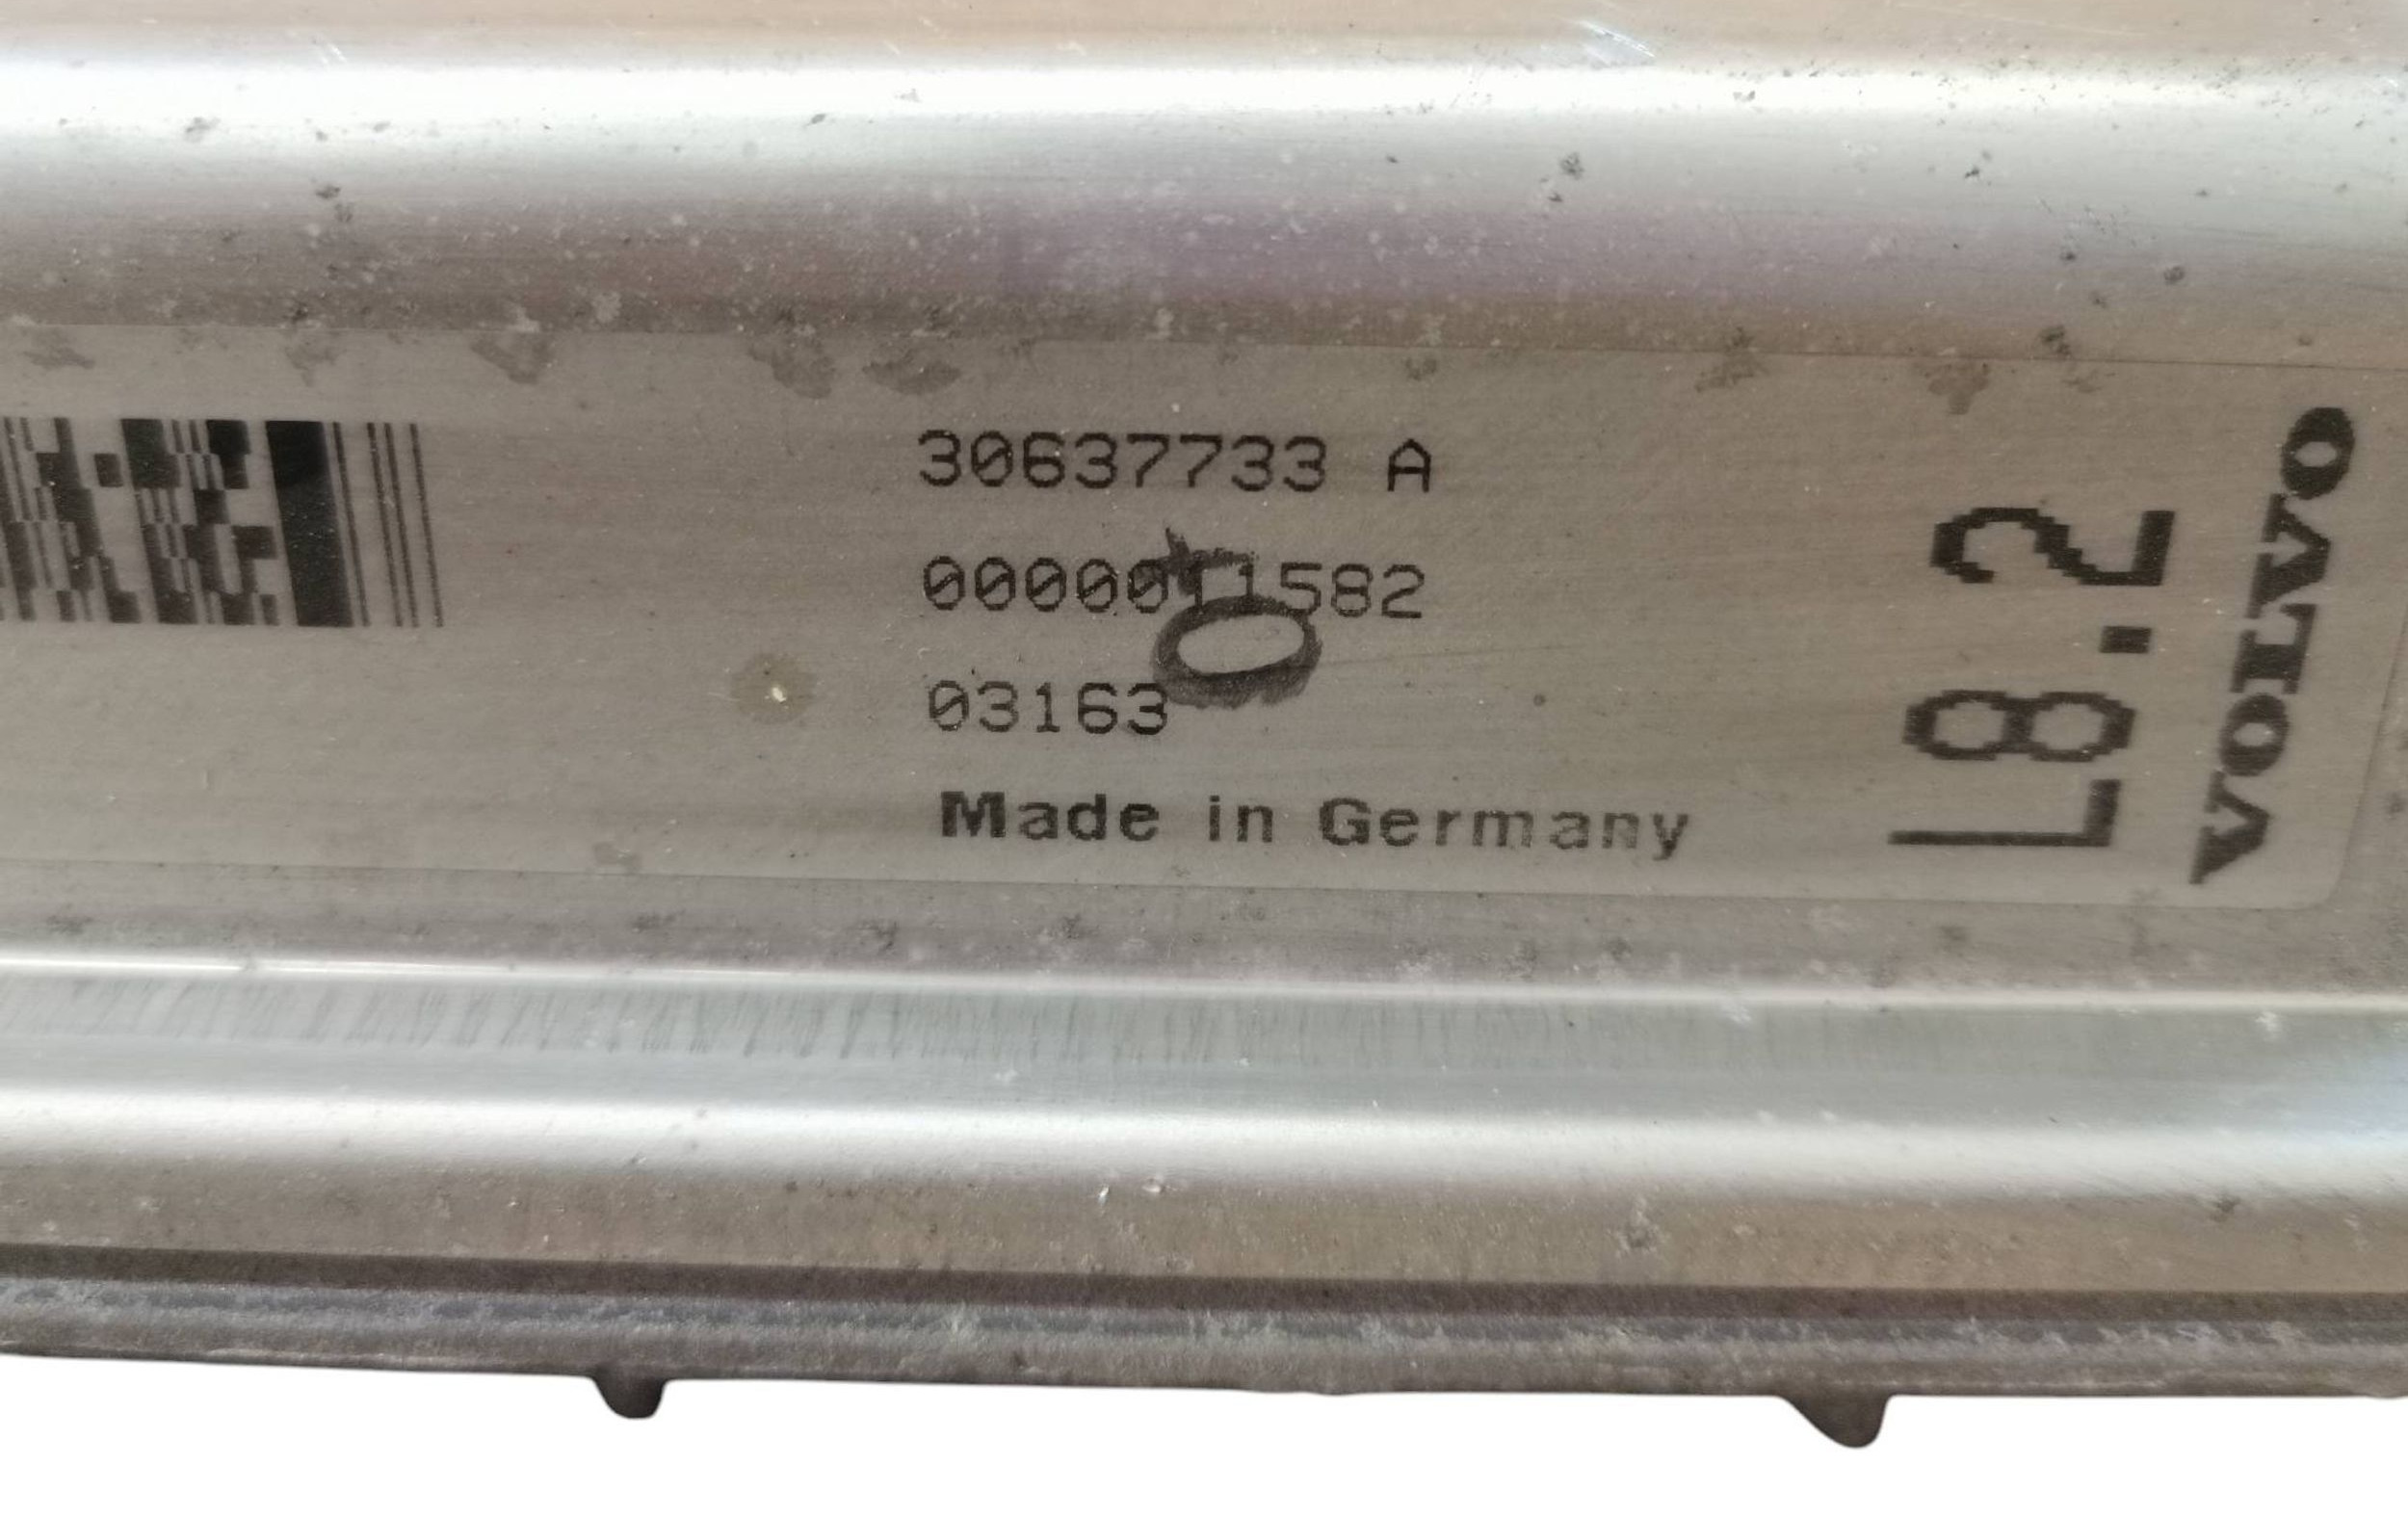 30637733 A
0000011582
03163
Made in Germany
L8.2
VOLVO